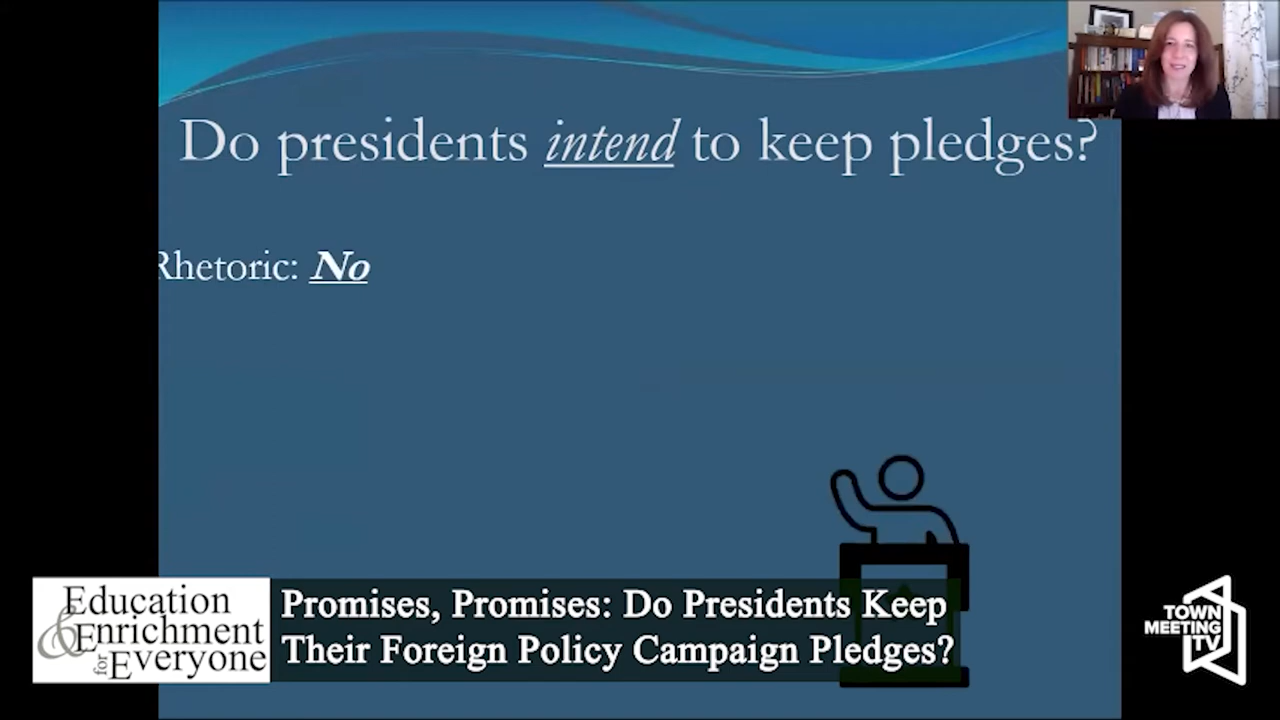 Do presidents intend to keep pledges?
Rhetoric: No
Education
& Enrichment
for Everyone
Promises, Promises: Do Presidents Keep
Their Foreign Policy Campaign Pledges?
TOWN
MEETING
TV